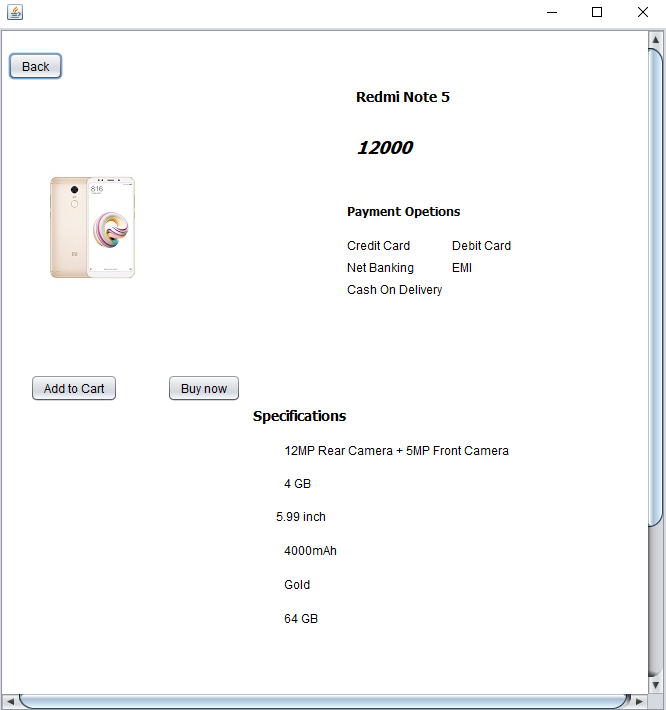 Back
Redmi Note 5
12000
816
Payment Opetions
Credit Card Debit Card
Net Banking EMI
Cash On Delivery
Add to Cart Buy now
Specifications
12MP Rear Camera + 5MP Front Camera
4 GB
5.99 inch
4000mAh
Gold
64 GB